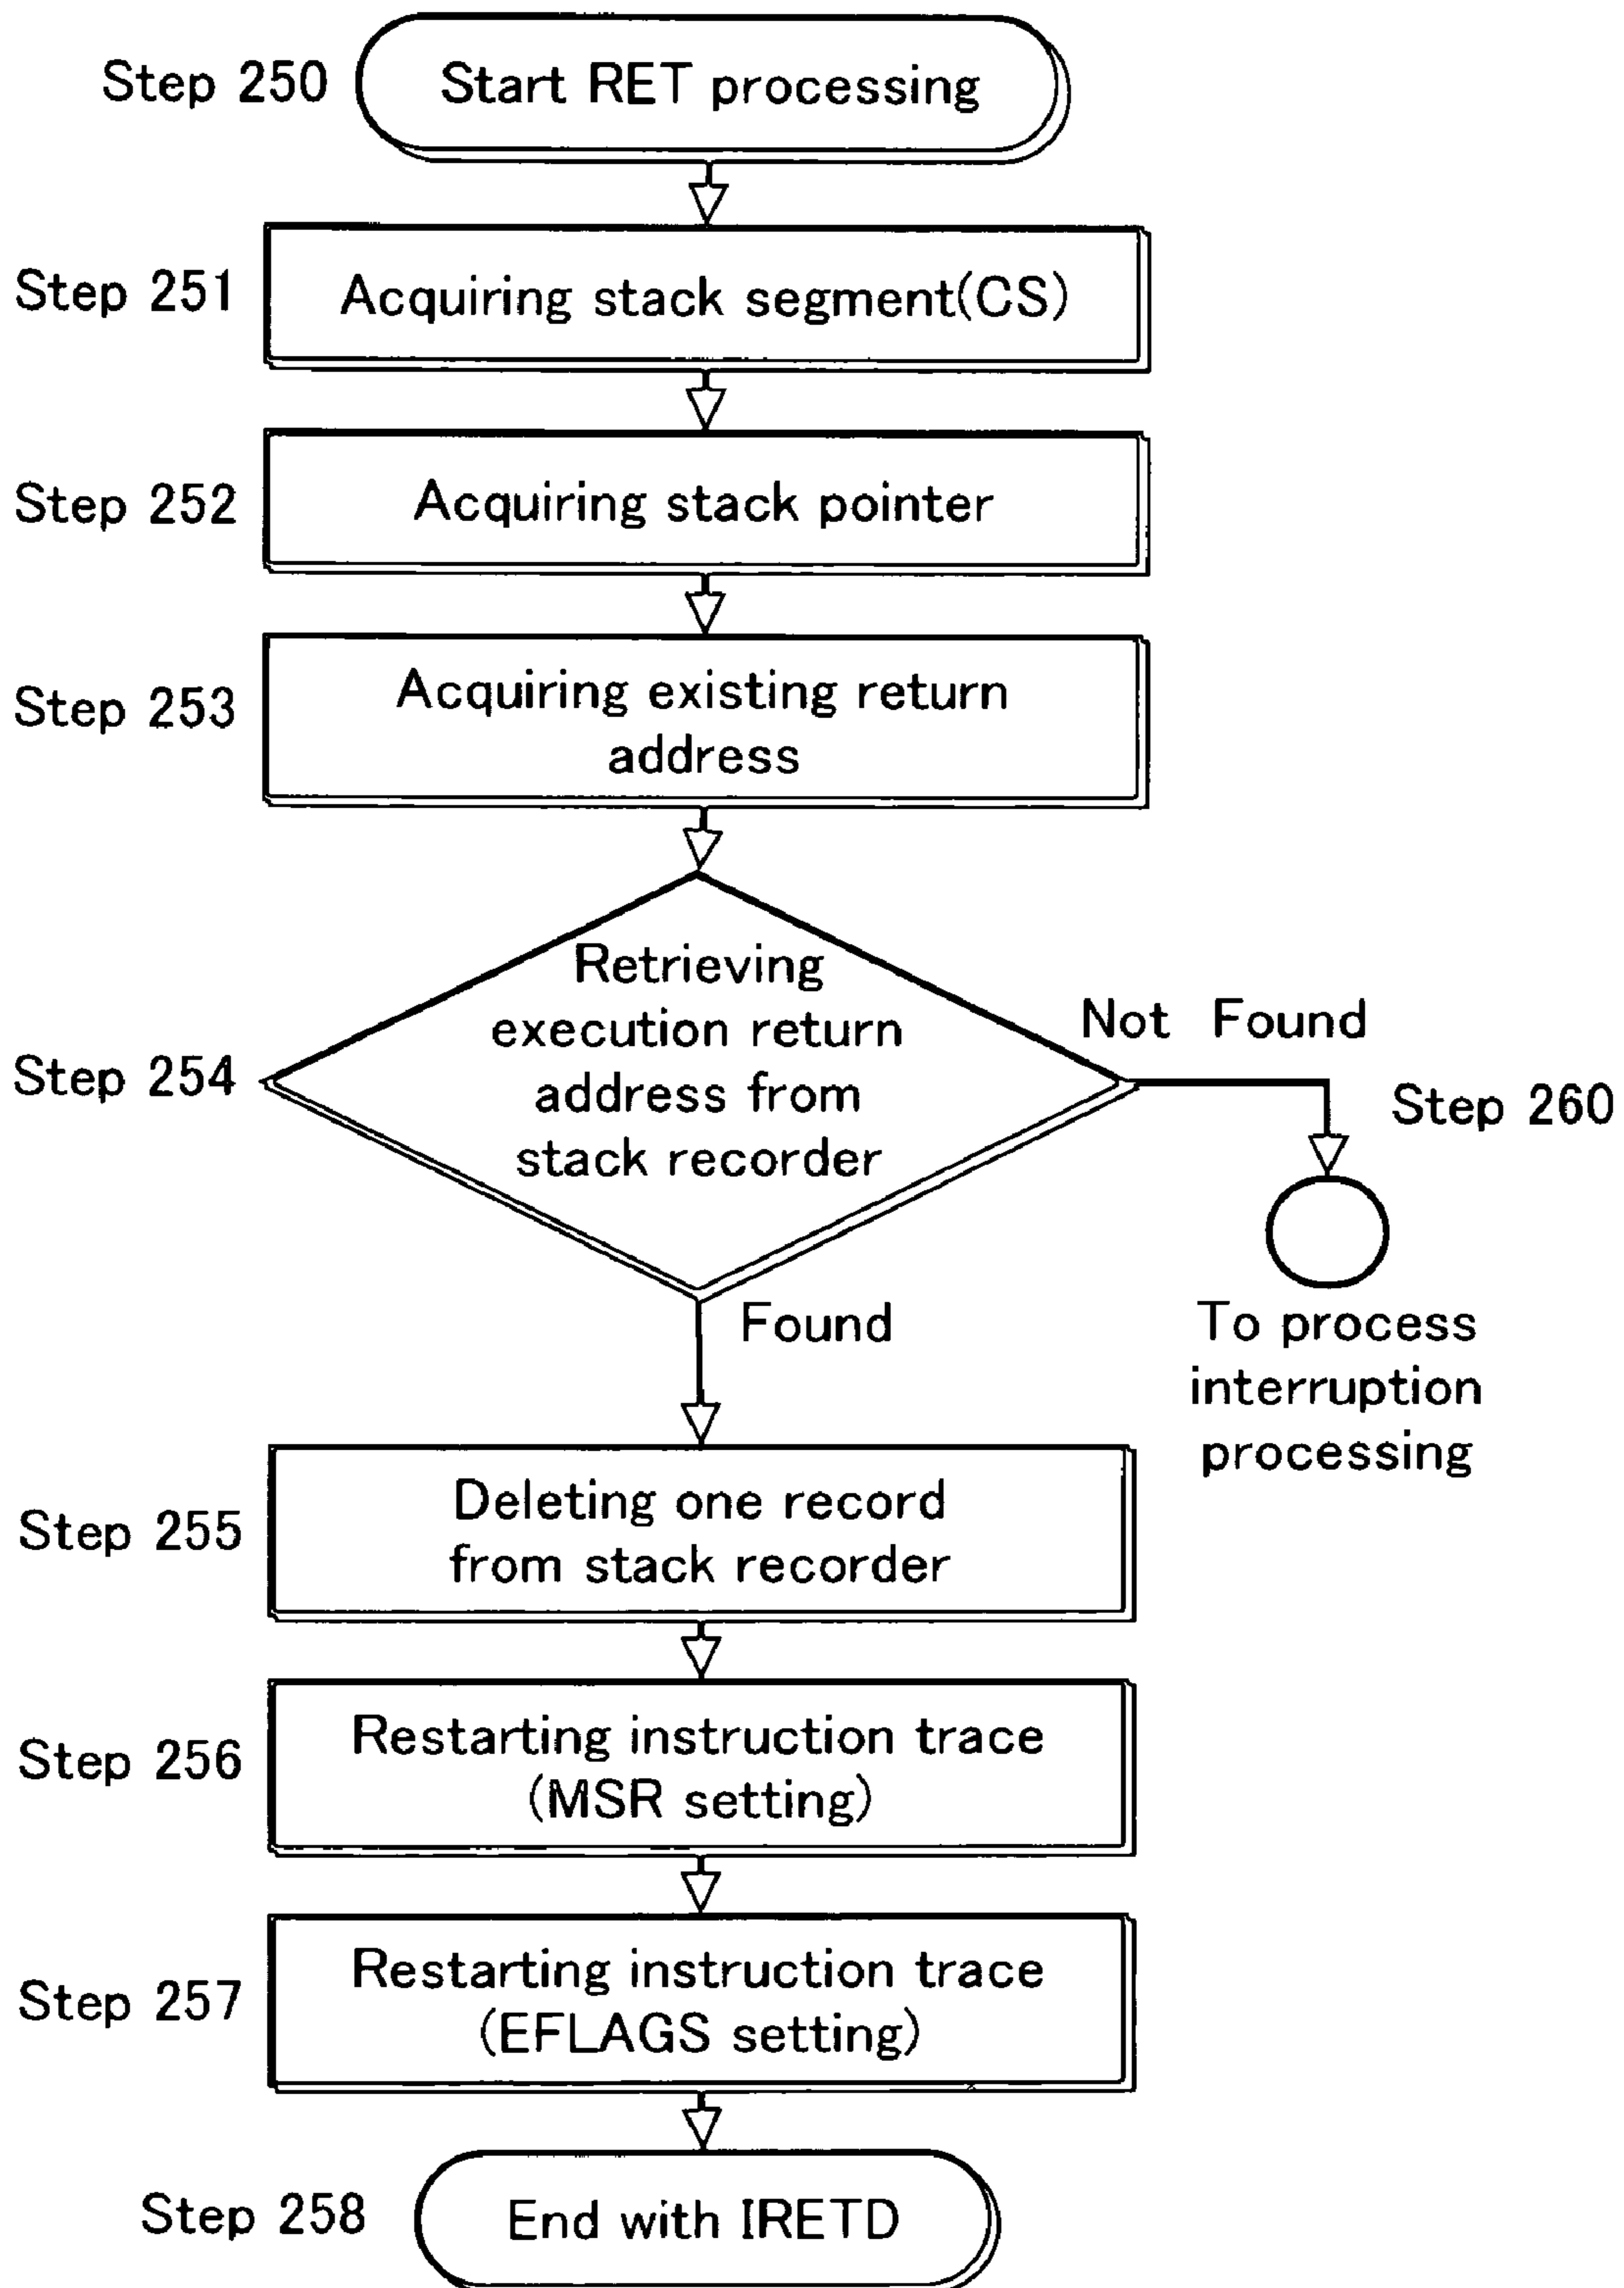 Step 250
Start RET processing
Step 251
Acquiring stack segment(CS)
Step 252
Acquiring stack pointer
Step 253
Acquiring existing return
address
Step 254
Retrieving
execution return
address from
stack recorder
Not Found
Step 260
To process
interruption
processing
Found
Step 255
Deleting one record
from stack recorder
Step 256
Restarting instruction trace
(MSR setting)
Step 257
Restarting instruction trace
(EFLAGS setting)
Step 258
End with IRETD